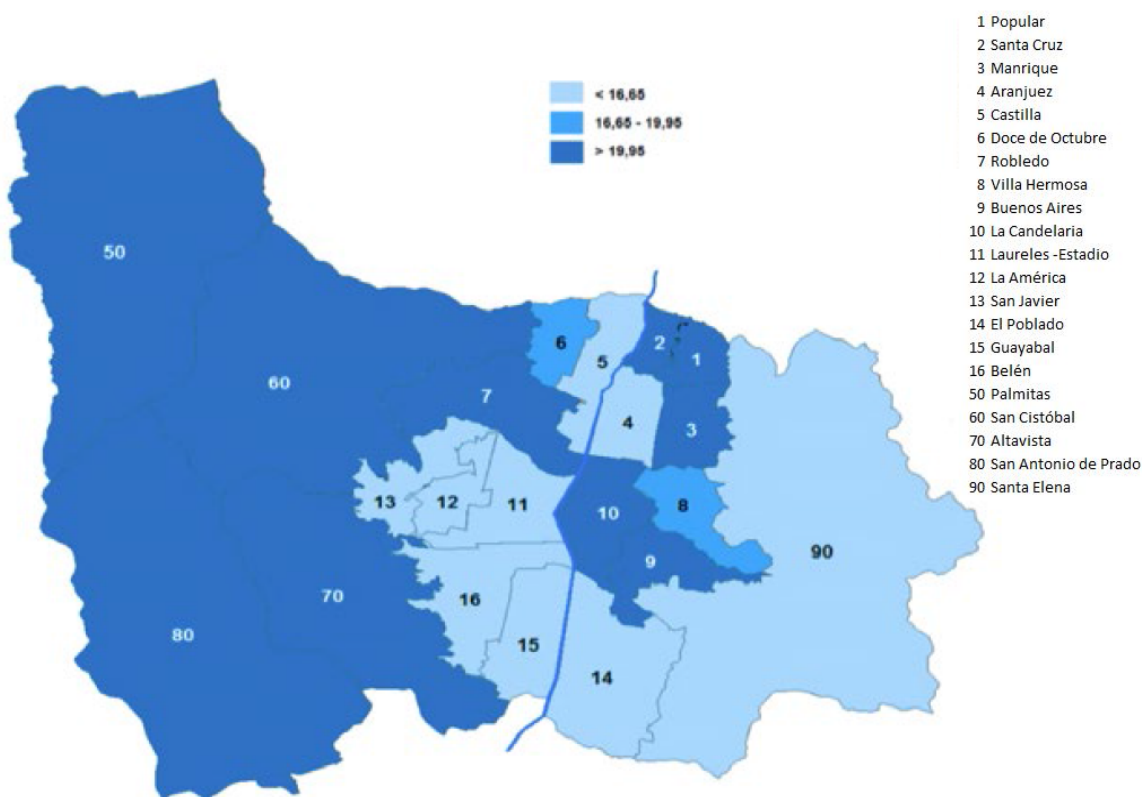 1 Popular
2 Santa Cruz
3 Manrique
4 Aranjuez
5 Castilla
6 Doce de Octubre
7 Robledo
8 Villa Hermosa
9 Buenos Aires
10 La Candelaria
11 Laureles -Estadio
12 La América
13 San Javier
14 El Poblado
15 Guayabal
16 Belén
50 Palmitas
60 San Cistóbal
70 Altavista
80 San Antonio de Prado
90 Santa Elena
< 16,65
16,65 - 19,95
> 19,95
50
60
6
5
2
1
7
4
3
13
12
11
10
8
9
90
16
70
80
15
14